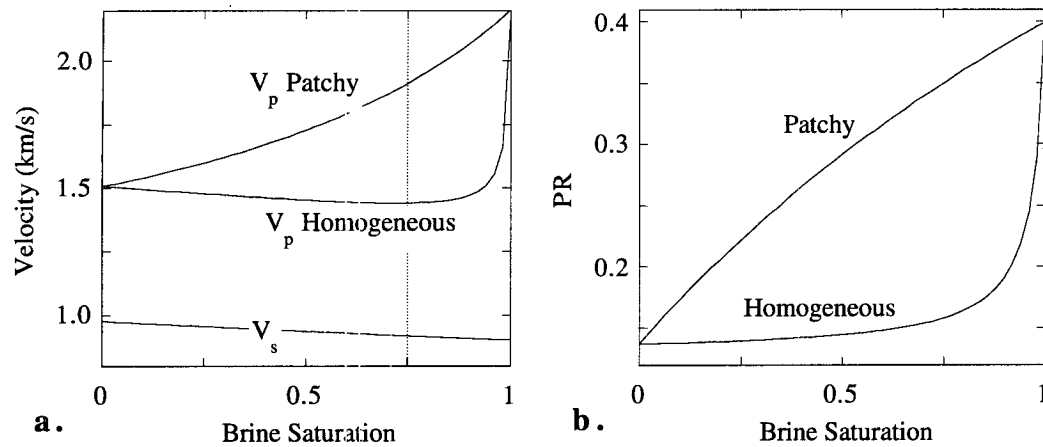 2.0
1.5
1.0
Velocity (km/s)
V_p Patchy
V_p Homogeneous
V_s
0
0.5
1
Brine Saturation
a.
0.4
0.3
0.2
PR
Patchy
Homogeneous
0
0.5
1
Brine Saturation
b.